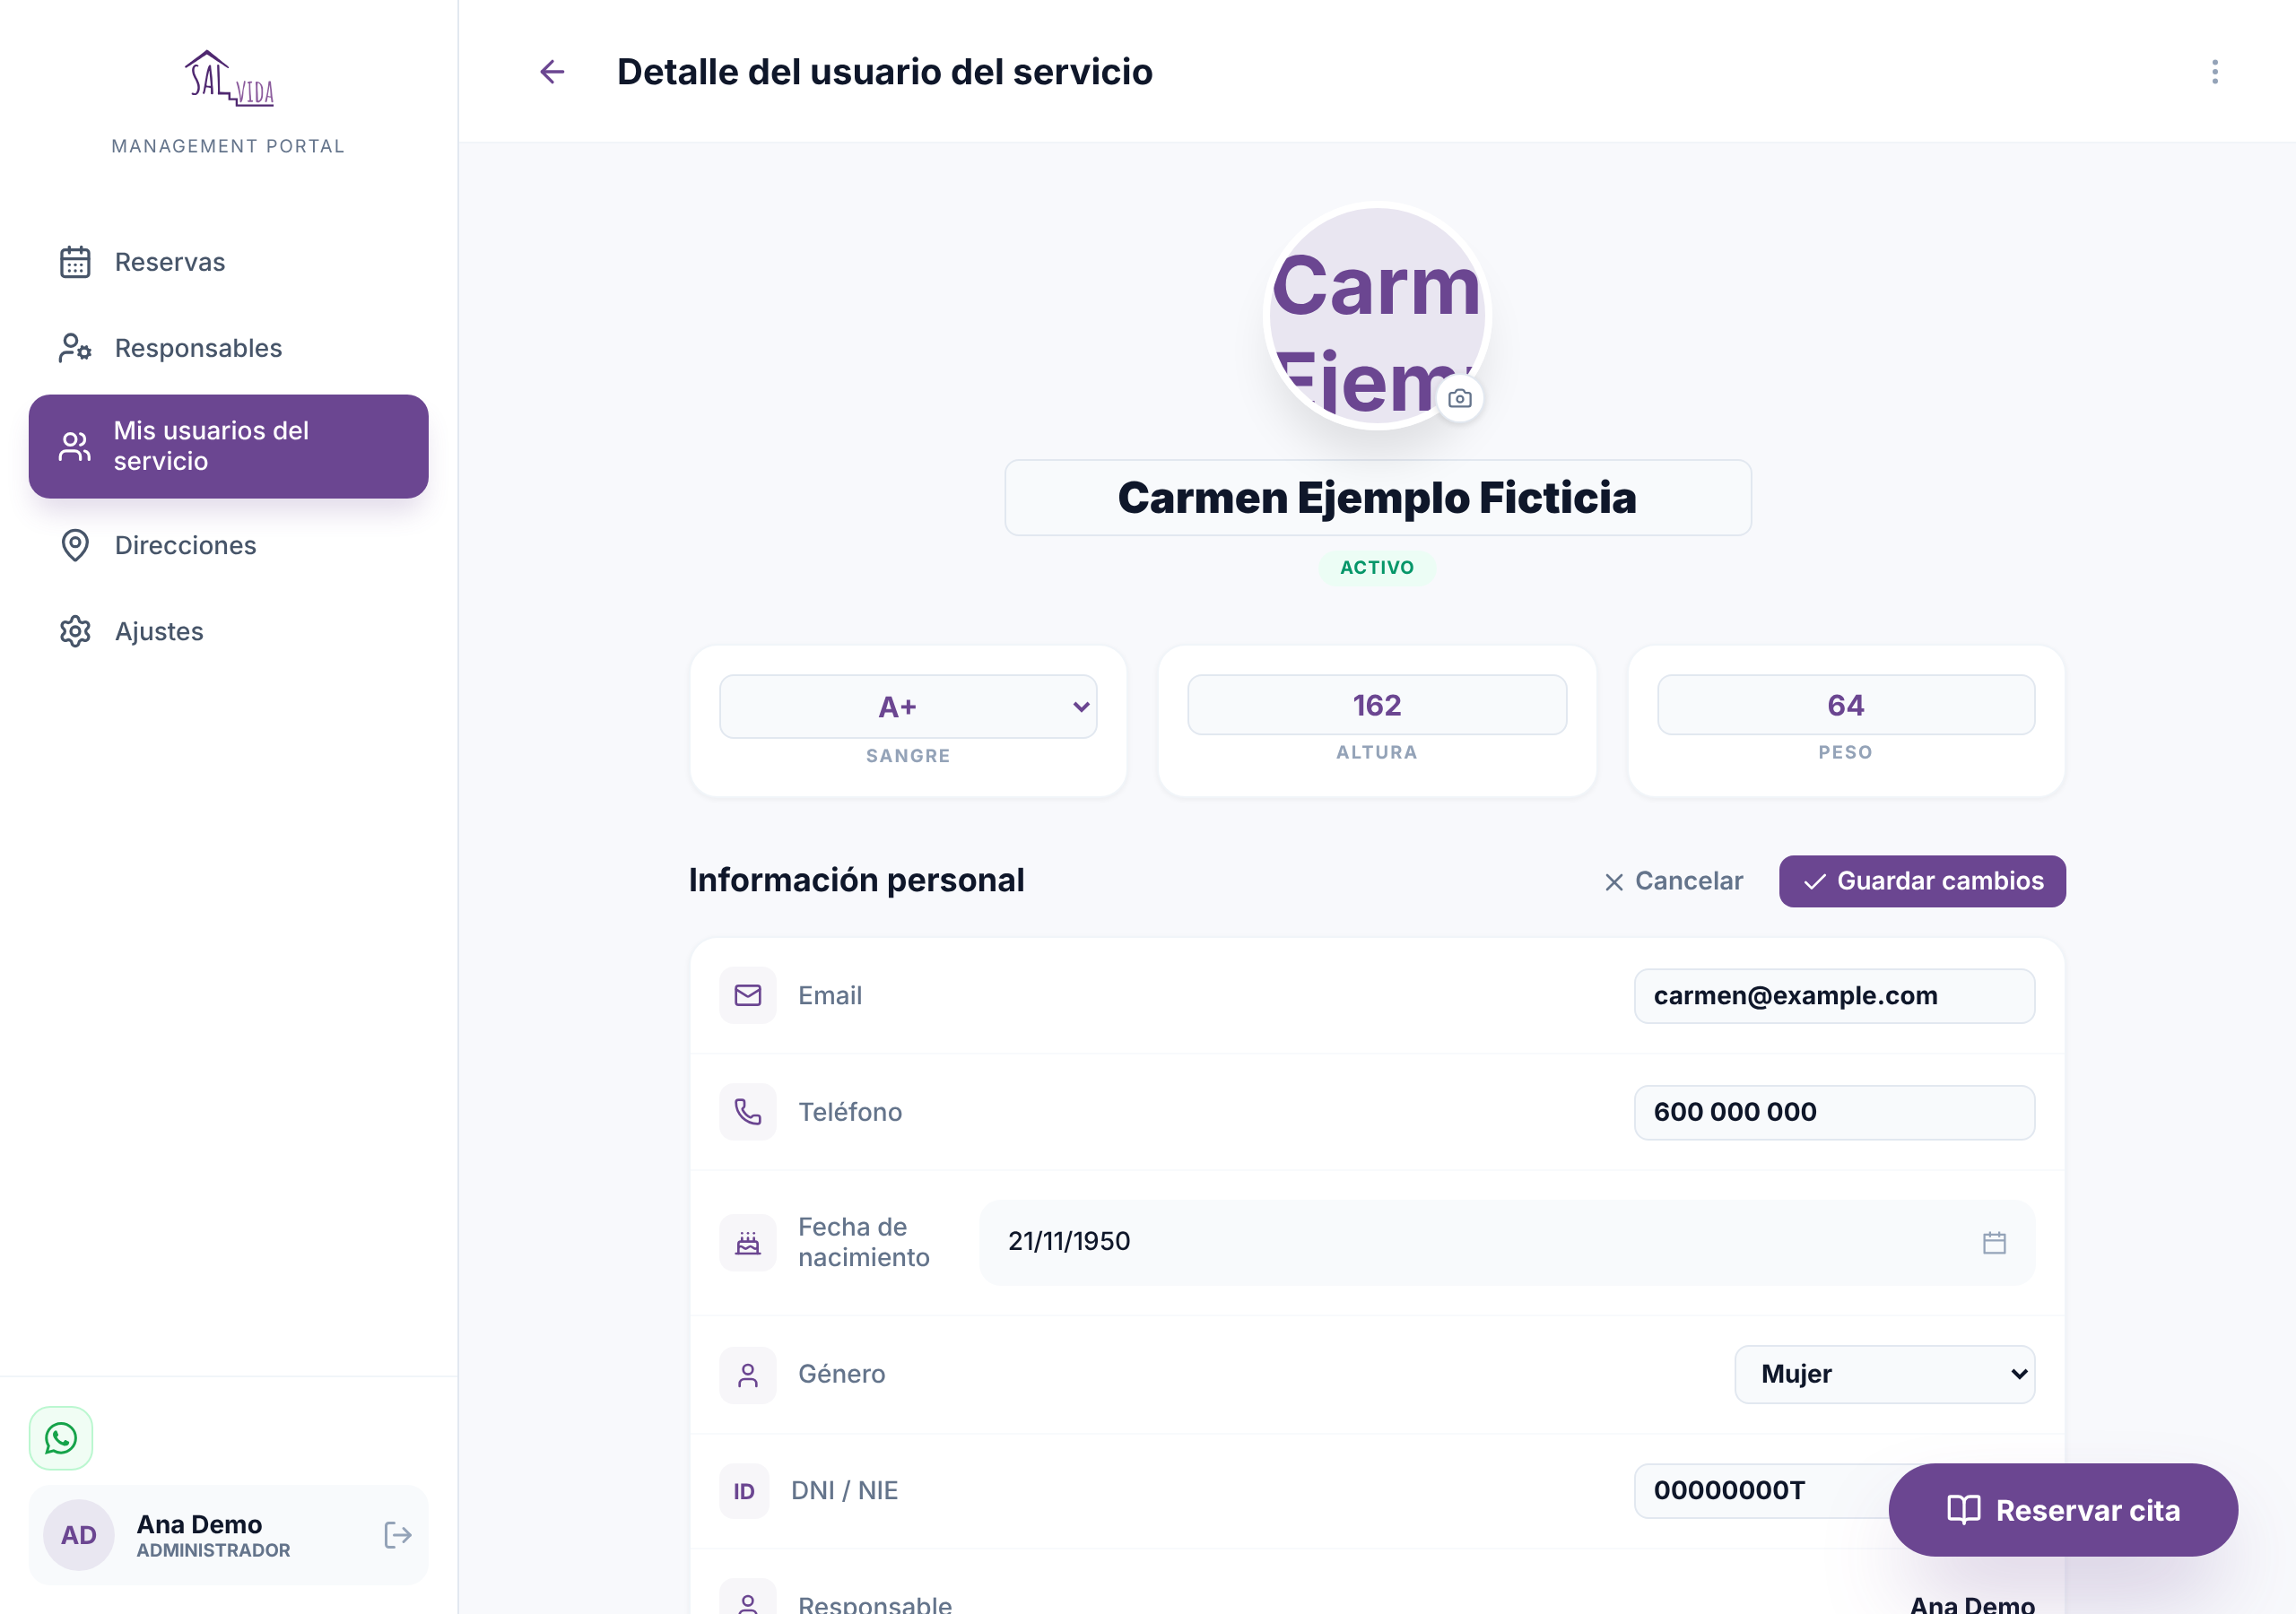 SAL VIDA
MANAGEMENT PORTAL
Reservas
Responsables
Mis usuarios del
servicio
Direcciones
Ajustes
AD
Ana Demo
ADMINISTRADOR
Detalle del usuario del servicio
Carm
Ejem
Carmen Ejemplo Ficticia
ACTIVO
A+
SANGRE
162
ALTURA
64
PESO
Información personal
Cancelar
Guardar cambios
Email
carmen@example.com
Teléfono
600 000 000
Fecha de
nacimiento
21/11/1950
Género
Mujer
ID
DNI / NIE
00000000T
Reservar cita
Responsable
Ana Demo